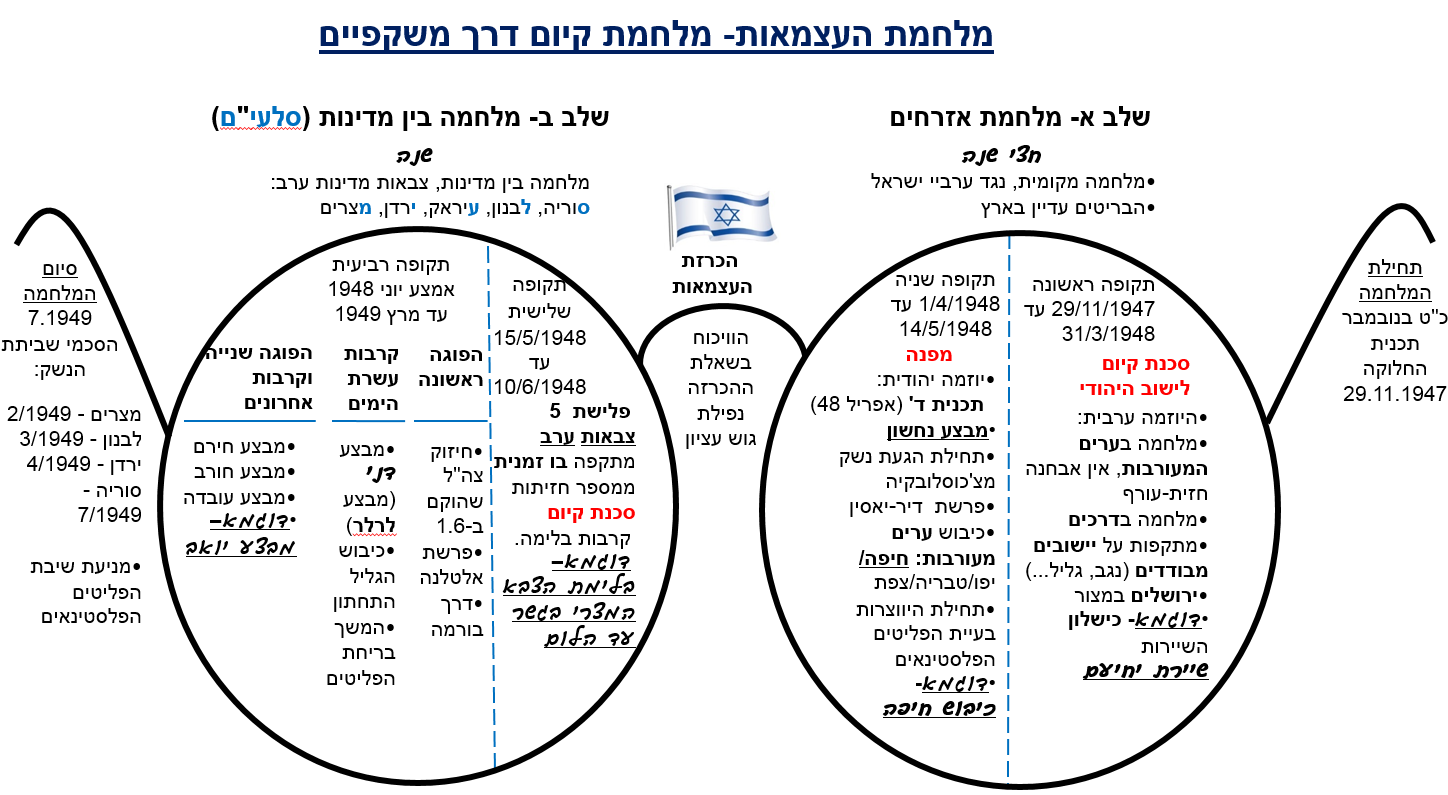 מלחמת העצמאות- מלחמת קיום דרך משקפיים
שלב א- מלחמת אזרחים
חצי שנה
•מלחמה מקומית, נגד ערביי ישראל
•הבריטים עדיין בארץ
תחילת
המלחמה
כ"ט בנובמבר
תכנית
החלוקה
29.11.1947
תקופה ראשונה
29/11/1947 עד
31/3/1948
סכנת קיום
לישוב היהודי
•היוזמה ערבית:
•מלחמה בערים
המעורבות, אין אבחנה
חזית-עורף
•מלחמה בדרכים
•מתקפות על יישובים
מבודדים (נגב, גליל...)
•ירושלים במצור
•דוגמא- כישלון
השיירות
שיירת יחיעם
תקופה שניה
1/4/1948 עד
14/5/1948
מפנה
•יוזמה יהודית:
תכנית ד' (אפריל 48)
•מבצע נחשון
•תחילת הגעת נשק
מצ'כוסלובקיה
•פרשת דיר-יאסין
•כיבוש ערים
מעורבות: חיפה/
יפו/טבריה/צפת
•תחילת היווצרות
בעיית הפליטים
הפלסטינאים
•דוגמא-
כיבוש חיפה
הכרזת
העצמאות
הוויכוח
בשאלת
ההכרזה
נפילת
גוש עציון
שלב ב- מלחמה בין מדינות (סלעי"ם)
שנה
מלחמה בין מדינות, צבאות מדינות ערב:
סוריה, לבנון, עיראק, ירדן, מצרים
תקופה
שלישית
15/5/1948
עד
10/6/1948
פלישת 5
צבאות ערב
מתקפה בו זמנית
ממספר חזיתות
סכנת קיום
קרבות בלימה.
דוגמא–
בלימת הצבא
המצרי בגשר
עד הלום
תקופה רביעית
אמצע יוני 1948
עד מרץ 1949
הפוגה
ראשונה
•חיזוק
צה"ל
שהוקם
ב-1.6
•פרשת
אלטלנה
•דרך
בורמה
קרבות
עשרת
הימים
•מבצע
דני
(מבצע
לרלר)
•כיבוש
הגליל
התחתון
•המשך
בריחת
הפליטים
הפוגה שנייה
וקרבות
אחרונים
•מבצע חירם
•מבצע חורב
•מבצע עובדה
•דוגמא–
מבצע יואב
סיום
המלחמה
7.1949
הסכמי שביתת
הנשק:
מצרים - 2/1949
לבנון - 3/1949
ירדן - 4/1949
סוריה -
7/1949
•מניעת שיבת
הפליטים
הפלסטינאים